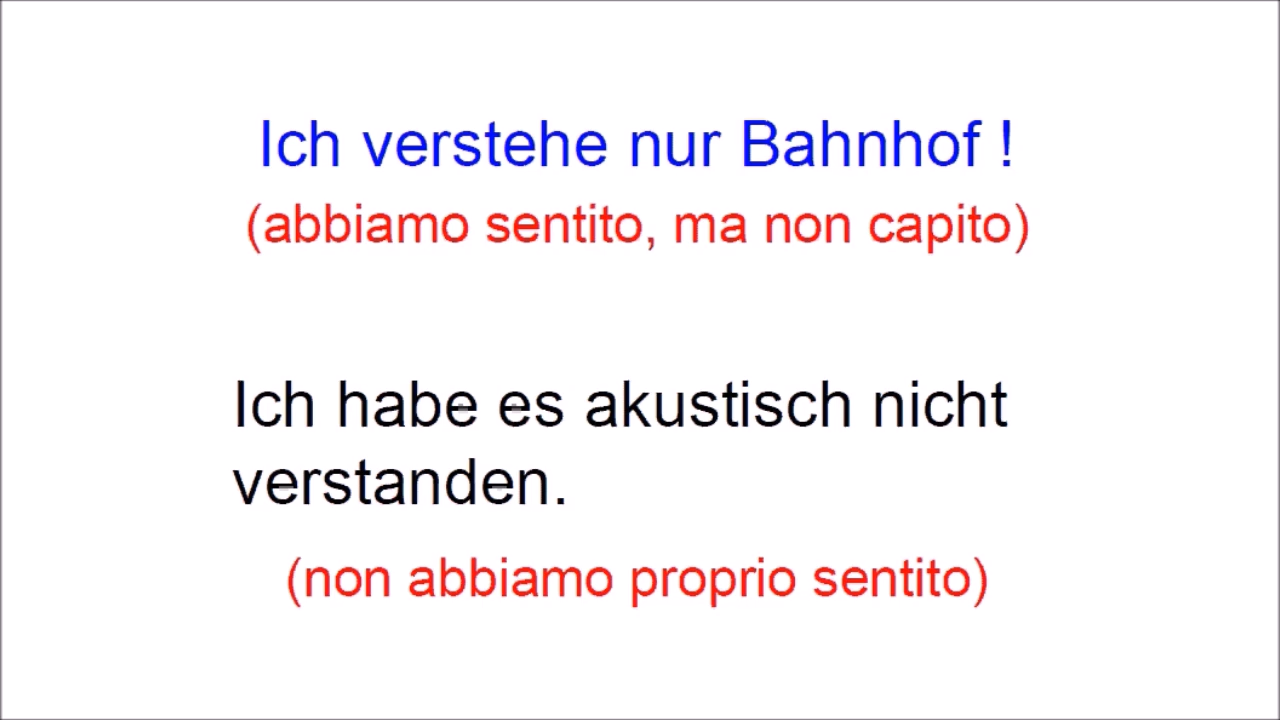 Ich verstehe nur Bahnhof !
(abbiamo sentito, ma non capito)
Ich habe es akustisch nicht
verstanden.
(non abbiamo proprio sentito)